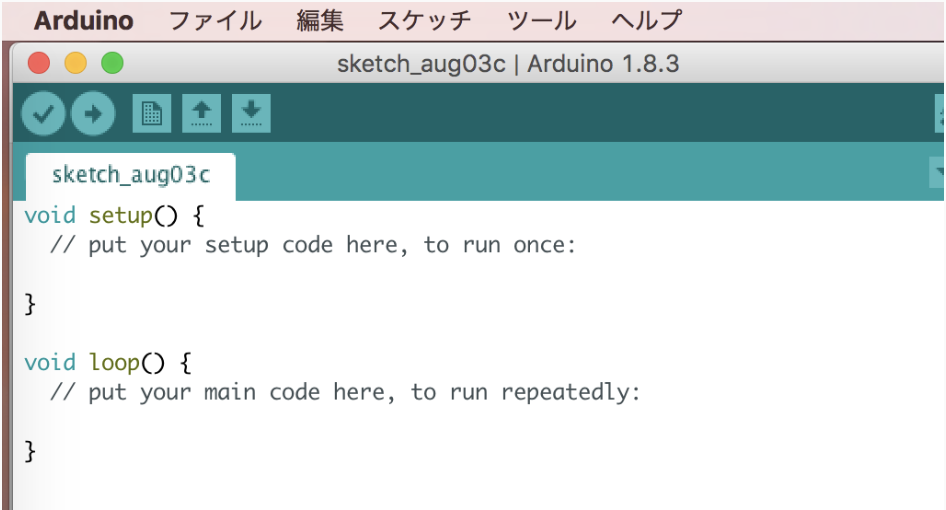 Arduino ファイル 編集 スケッチ ツール ヘルプ
sketch_aug03c | Arduino 1.8.3
sketch_aug03c
void setup() {
  // put your setup code here, to run once:
}
void loop() {
  // put your main code here, to run repeatedly:
}